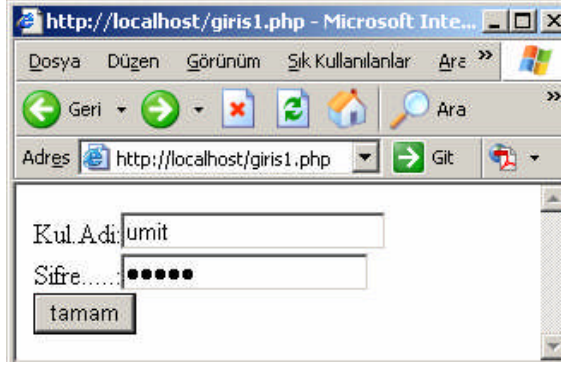 http://localhost/giris1.php - Microsoft Inte...
Dosya Düzen Görünüm Sık Kullanılanlar Ara »
Geri Ara »
Adres http://localhost/giris1.php Git
Kul.Adi: umit
Sifre.....: •••••
tamam